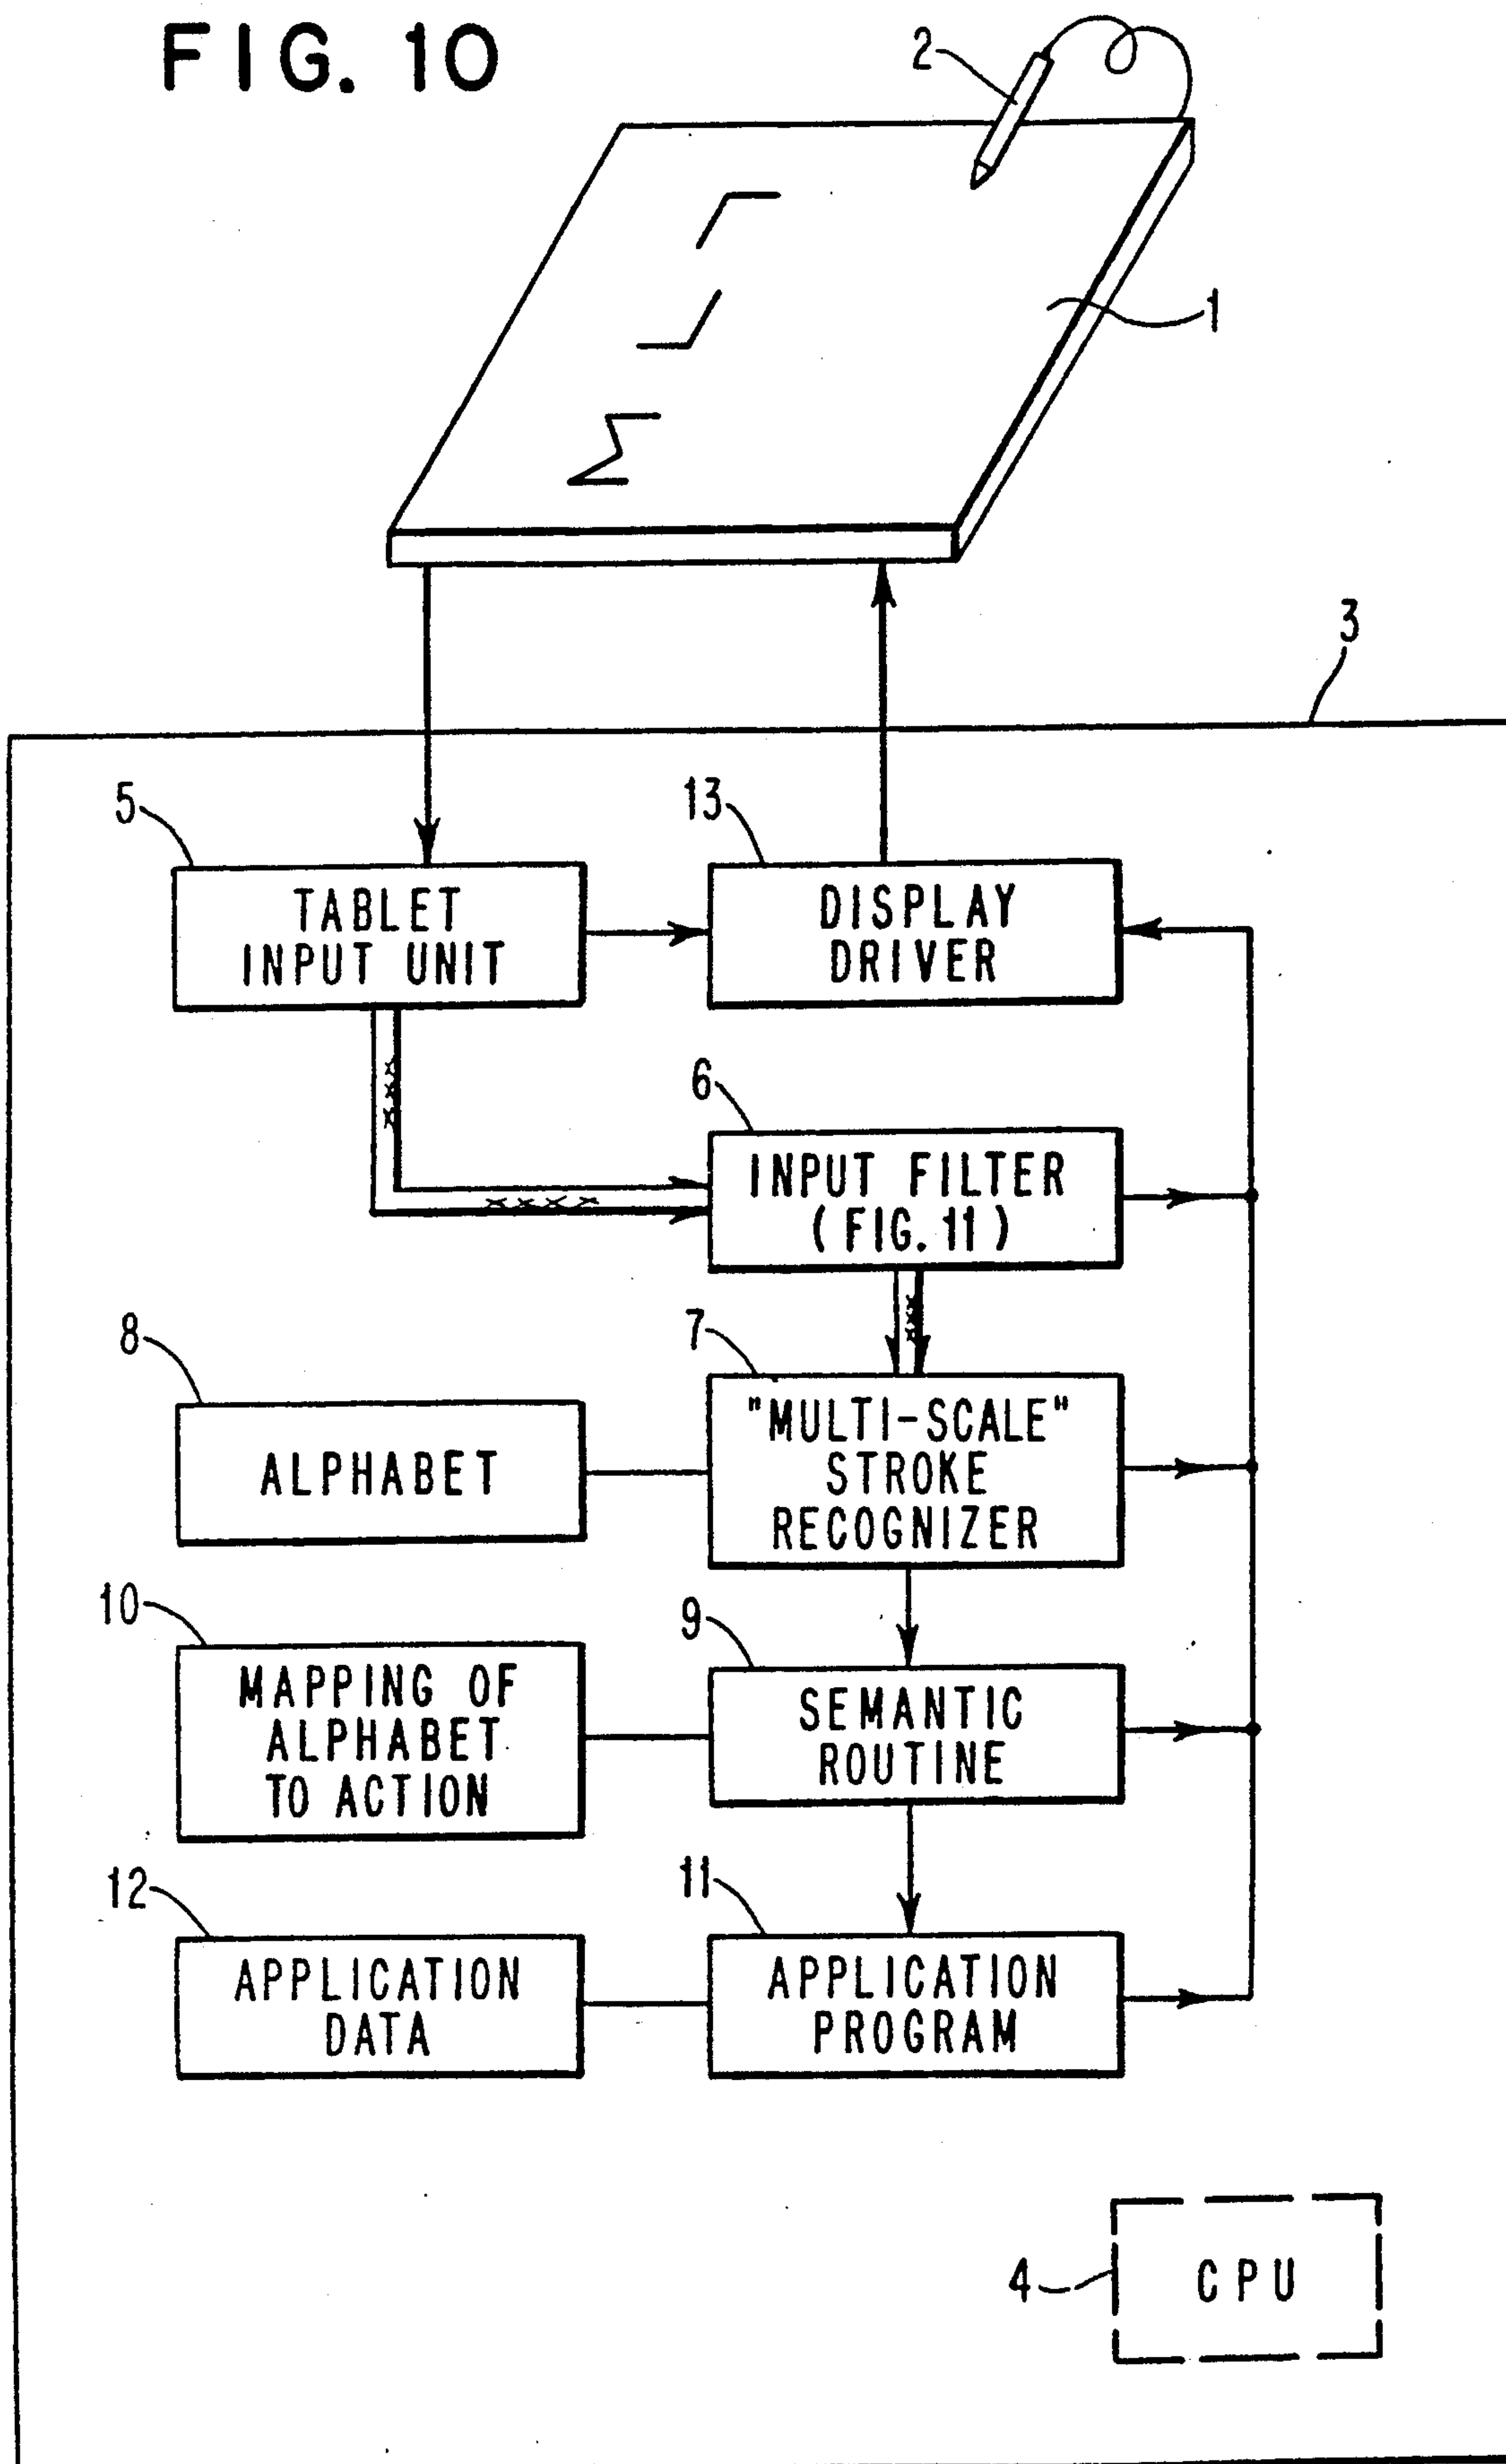 FIG. 10
2
1
3
5
13
TABLET
INPUT UNIT
DISPLAY
DRIVER
6
INPUT FILTER
(FIG. 11)
8
7
ALPHABET
"MULTI-SCALE"
STROKE
RECOGNIZER
10
9
MAPPING OF
ALPHABET
TO ACTION
SEMANTIC
ROUTINE
12
11
APPLICATION
DATA
APPLICATION
PROGRAM
4
CPU